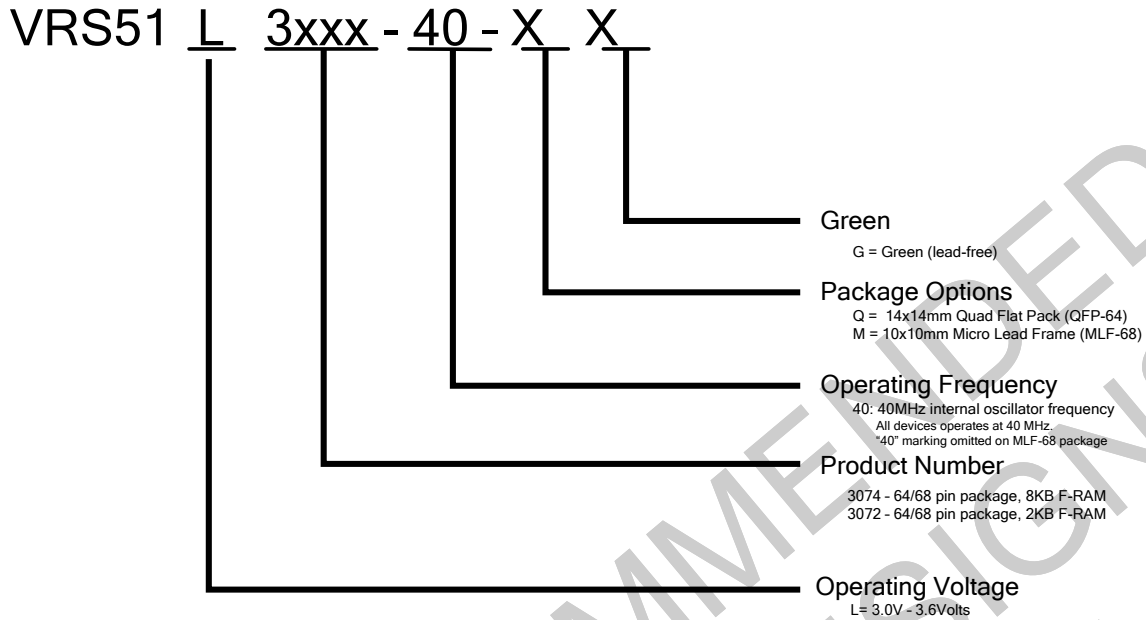 VRS51 L 3xxx - 40 - X X
Green
G = Green (lead-free)
Package Options
Q = 14x14mm Quad Flat Pack (QFP-64)
M = 10x10mm Micro Lead Frame (MLF-68)
Operating Frequency
40: 40MHz internal oscillator frequency
All devices operates at 40 MHz.
"40" marking omitted on MLF-68 package
Product Number
3074 - 64/68 pin package, 8KB F-RAM
3072 - 64/68 pin package, 2KB F-RAM
Operating Voltage
L= 3.0V - 3.6Volts